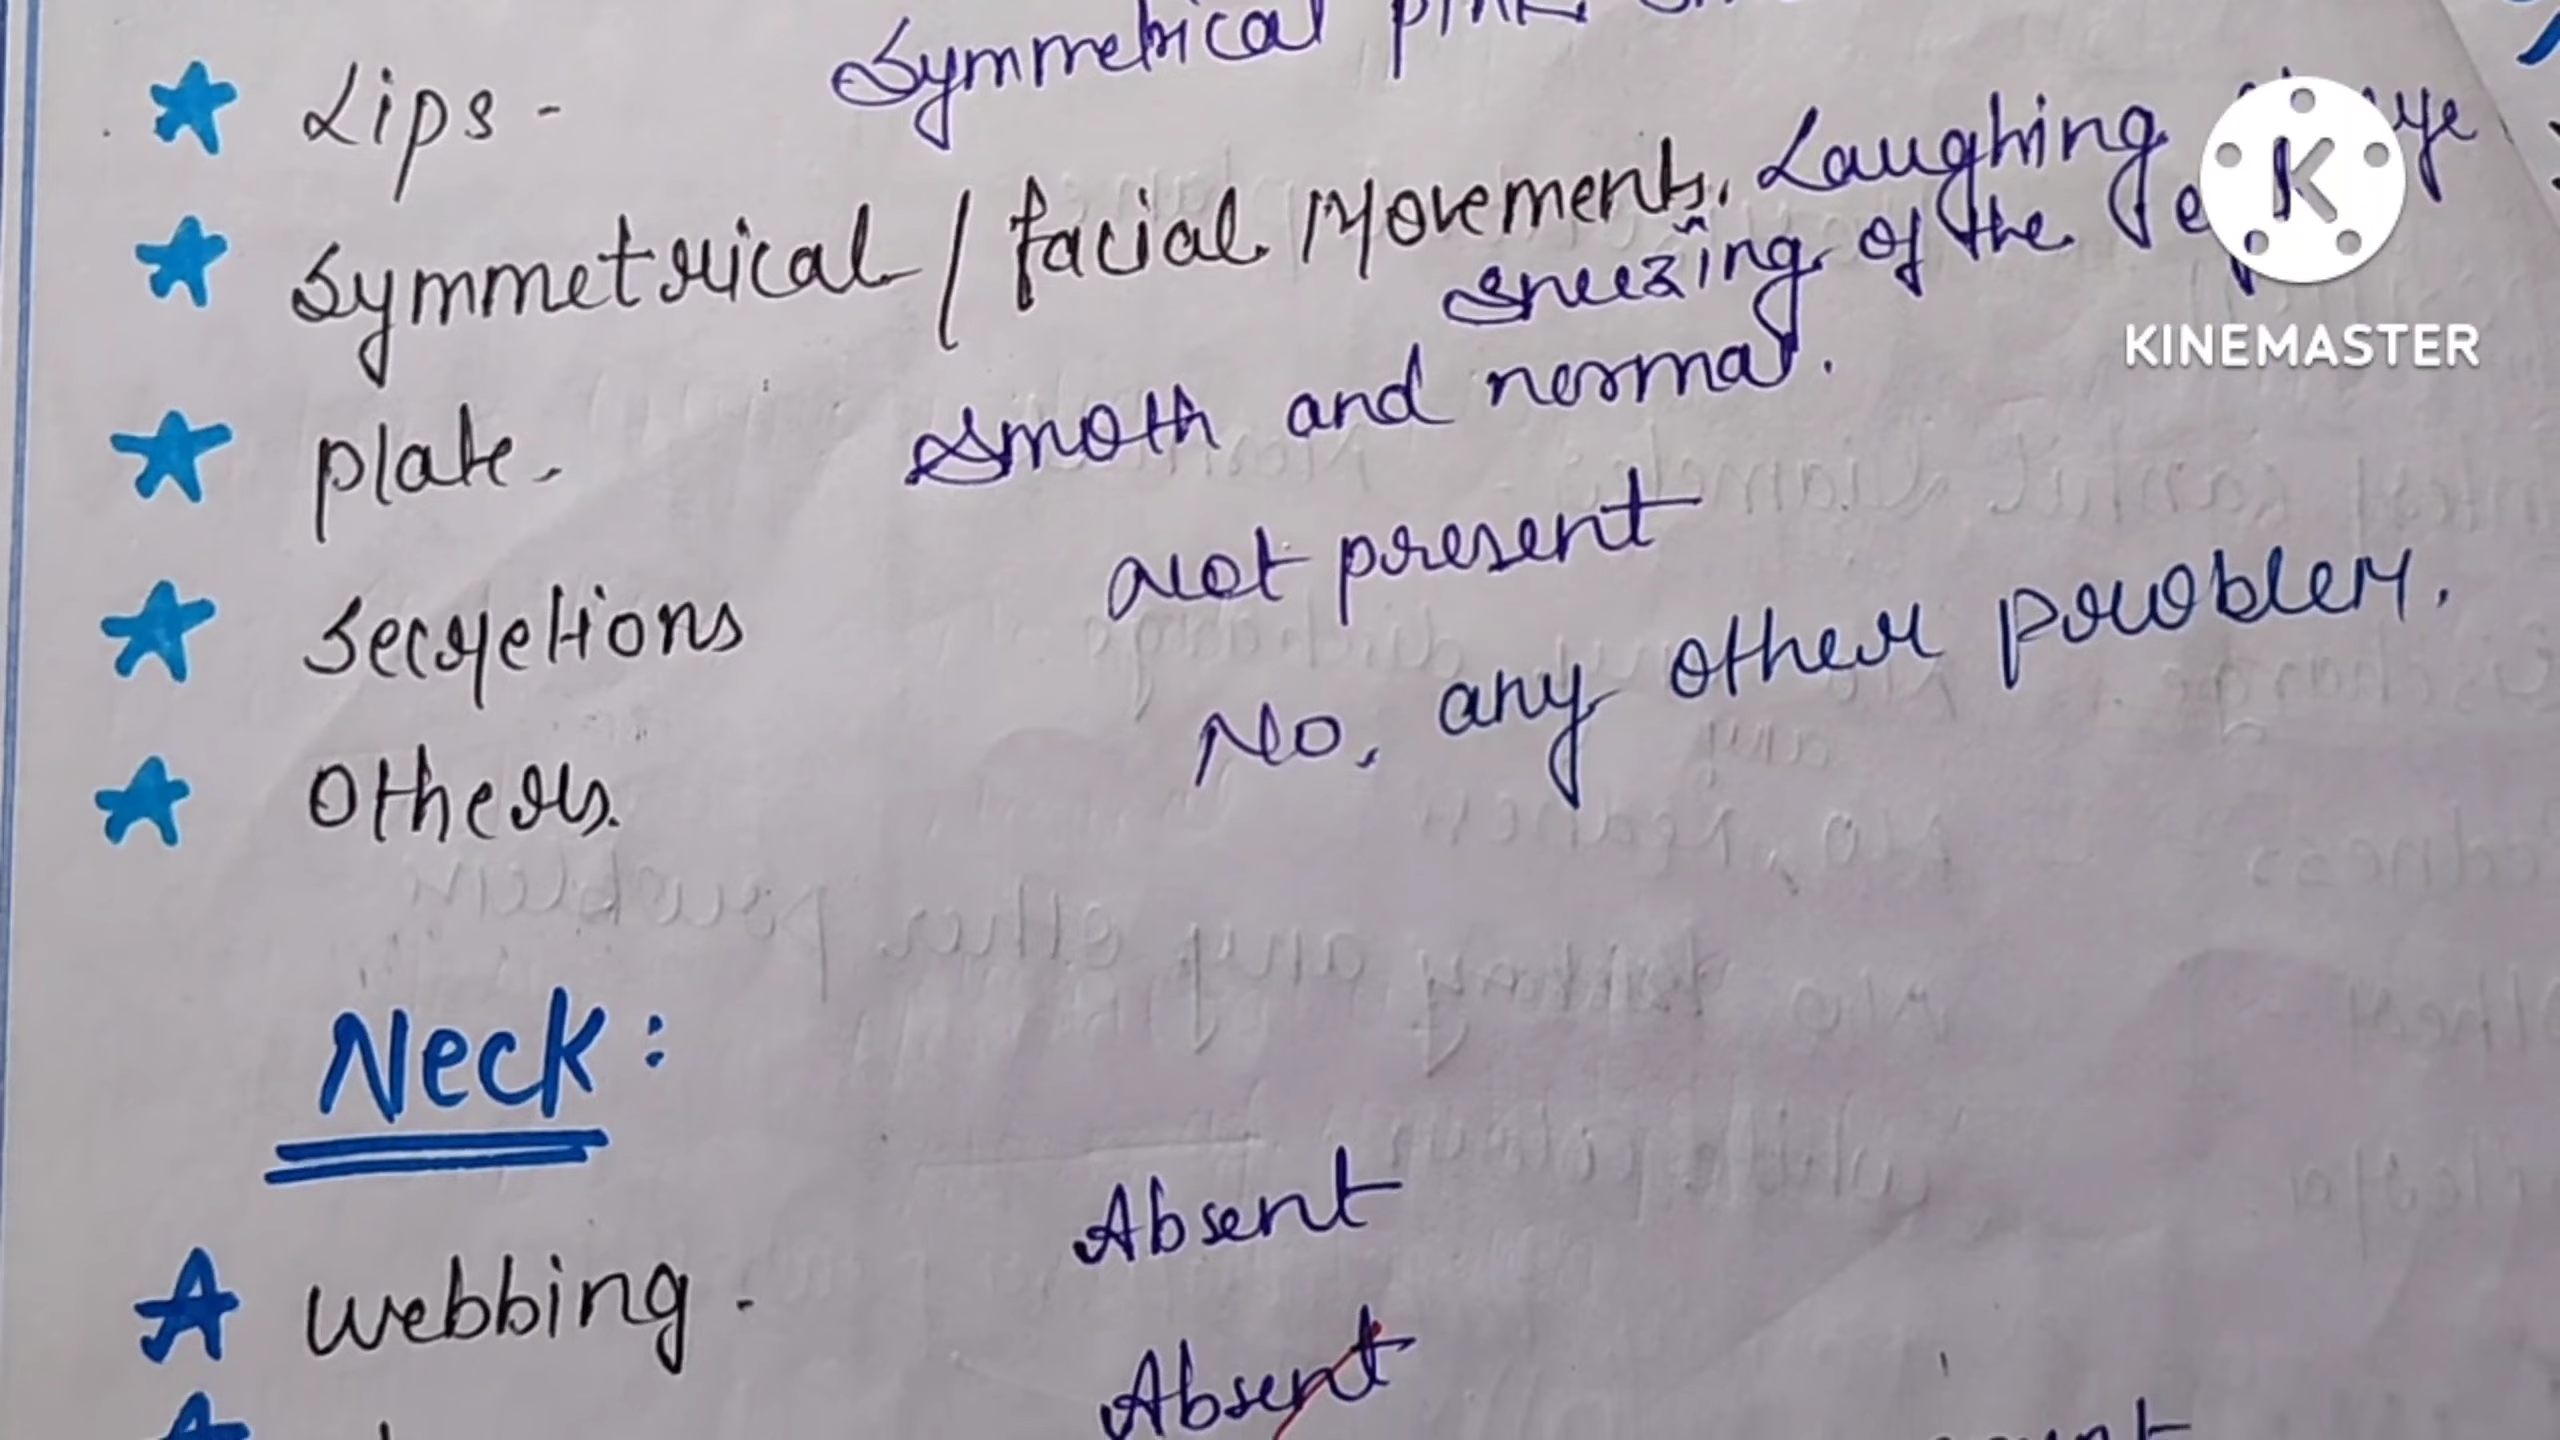 ★ Lips - Symmetrical pink
★ Symmetrical / facial Movements, Laughing
sneezing of the
★ plate - Smoth and normal.
★ Secretions not present
★ Others. No, any other problem.
Neck:
★ Webbing - Absent
Absent
KINEMASTER